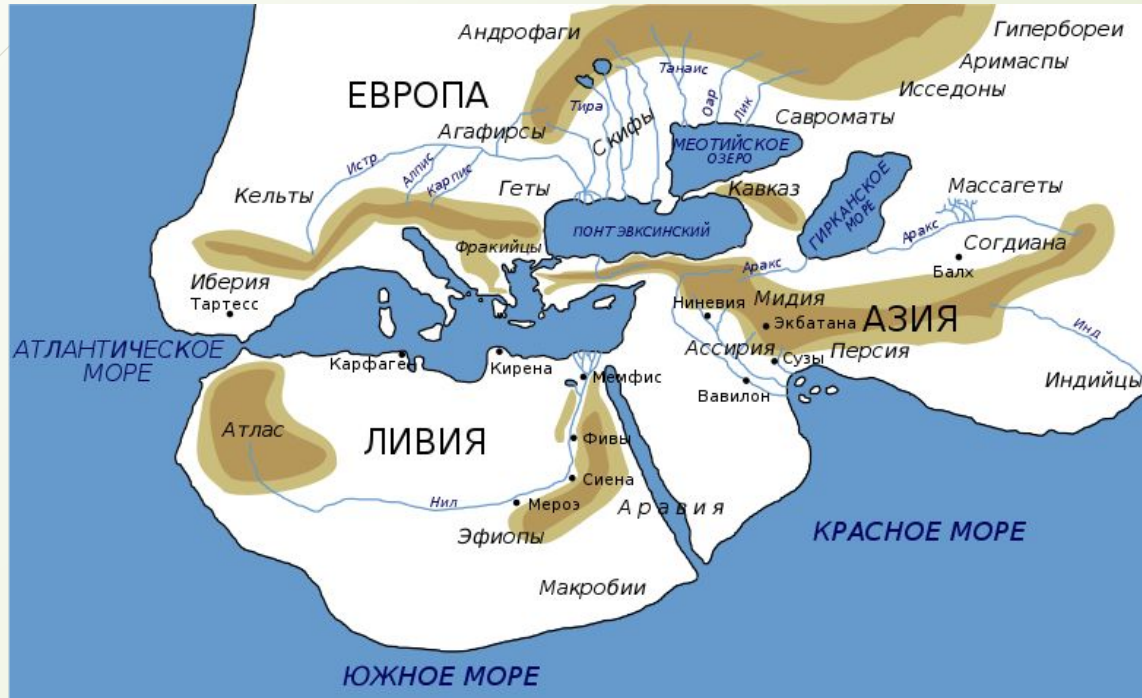 Андрофаги
Гипербореи
Аримаспы
Исседоны
Танаис
Оар
Лик
Савроматы
ЕВРОПА
Тира
Скифы
Агафирсы
МЕОТИЙСКОЕ
ОЗЕРО
Истр
Алпис
Карпис
Кельты
Геты
Кавказ
ГИРКАНСКОЕ
МОРЕ
Массагеты
ПОНТ ЭВКСИНСКИЙ
Аракс
Согдиана
Фракийцы
Балх
Аракс
Иберия
Тартесс
Ниневия
Мидия
Экбатана
АЗИЯ
Инд
АТЛАНТИЧЕСКОЕ
МОРЕ
Карфаген
Кирена
Мемфис
Ассирия
Сузы
Персия
Вавилон
Индийцы
Атлас
ЛИВИЯ
Фивы
Сиена
Нил
Мероэ
Аравия
Эфиопы
КРАСНОЕ МОРЕ
Макробии
ЮЖНОЕ МОРЕ